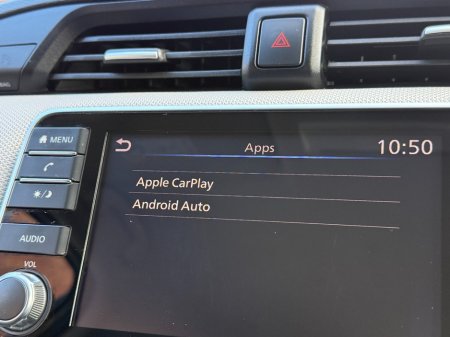 MENU
Apps
10:50
Apple CarPlay
Android Auto
AUDIO
VOL